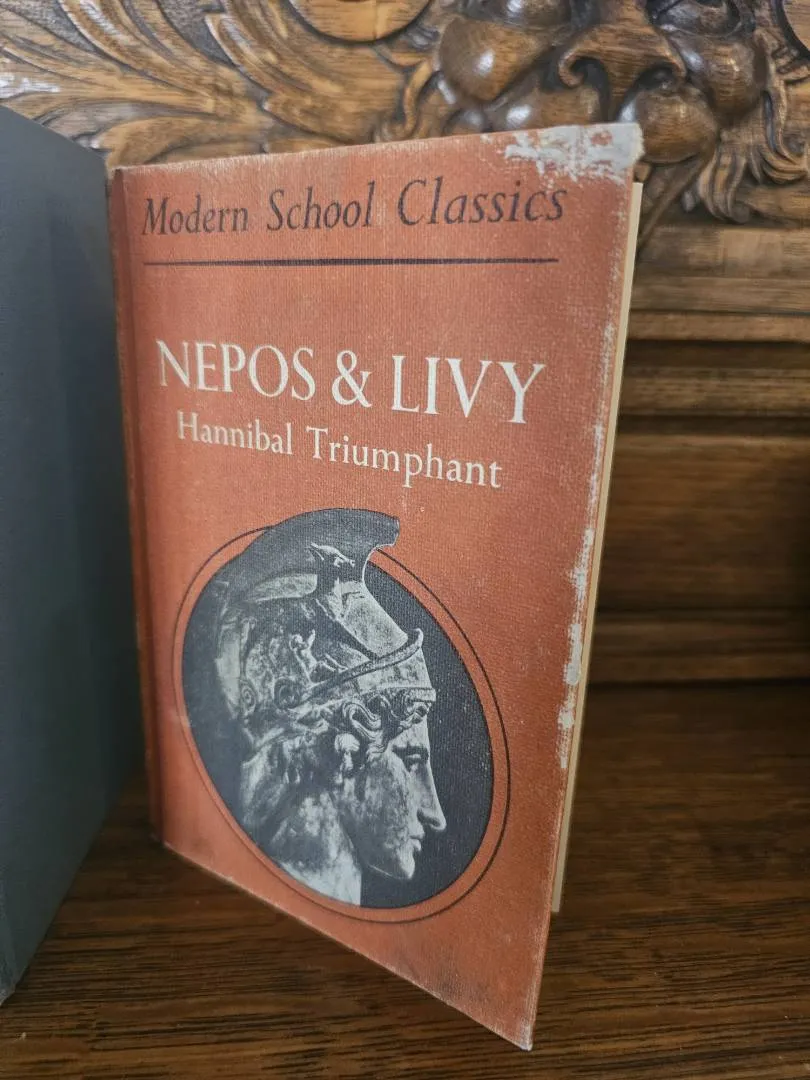 Modern School Classics
NEPOS & LIVY
Hannibal Triumphant